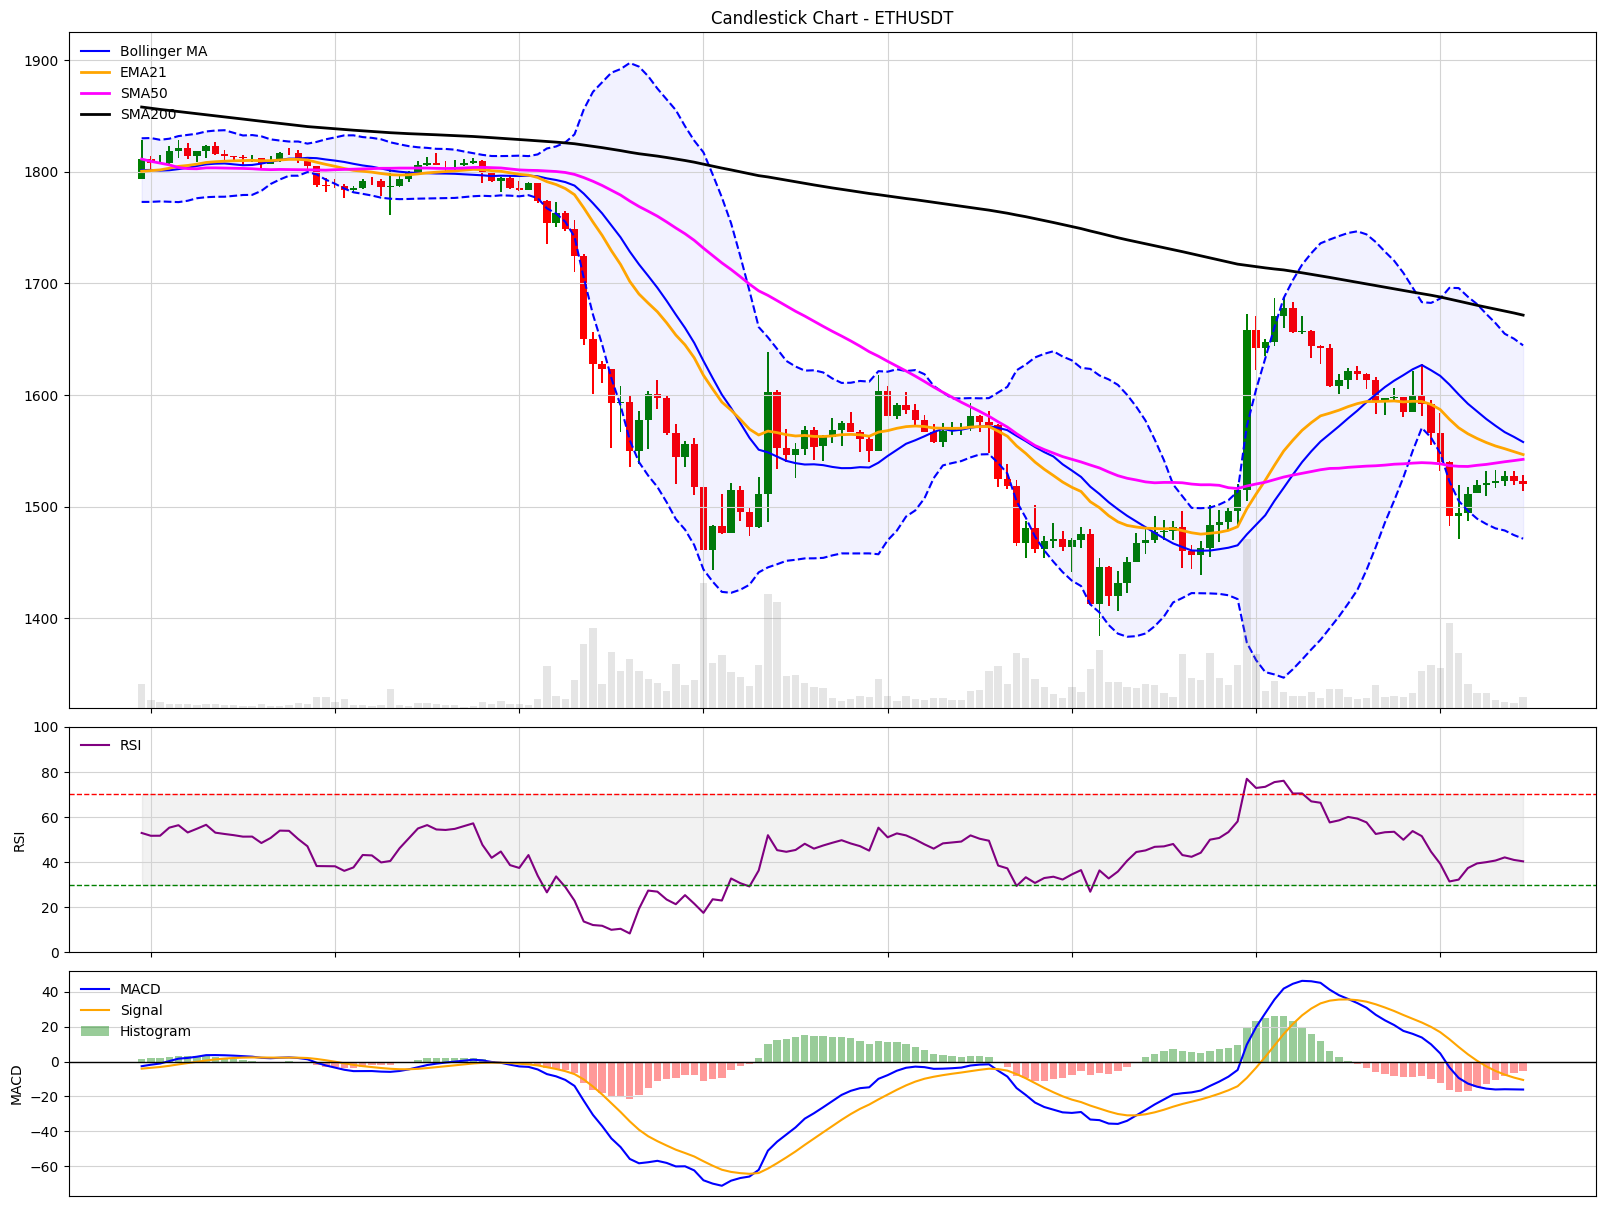 Candlestick Chart - ETHUSDT
Bollinger MA
EMA21
SMA50
SMA200
1900
1800
1700
1600
1500
1400
RSI
100
80
60
40
20
0
RSI
MACD
Signal
Histogram
40
20
0
−20
−40
−60
MACD